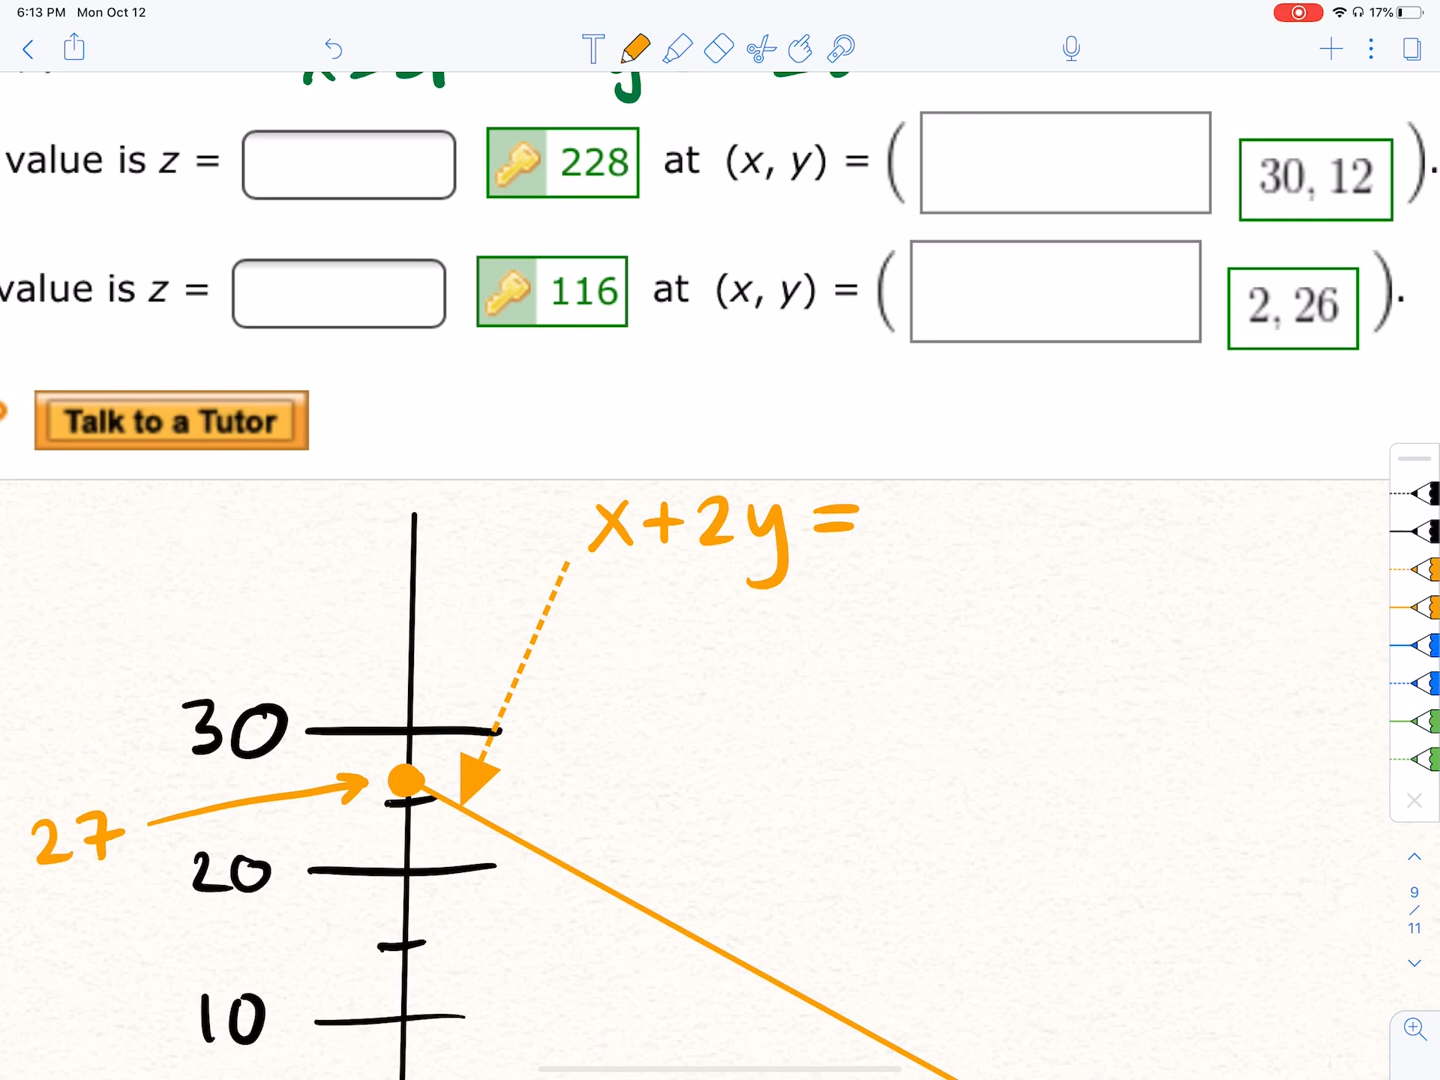 6:13 PM Mon Oct 12
17%
T
value is z = 228 at (x, y) = ( 30, 12 ).
value is z = 116 at (x, y) = ( 2, 26 ).
Talk to a Tutor
x+2y=
30
27
20
10
9
/
11